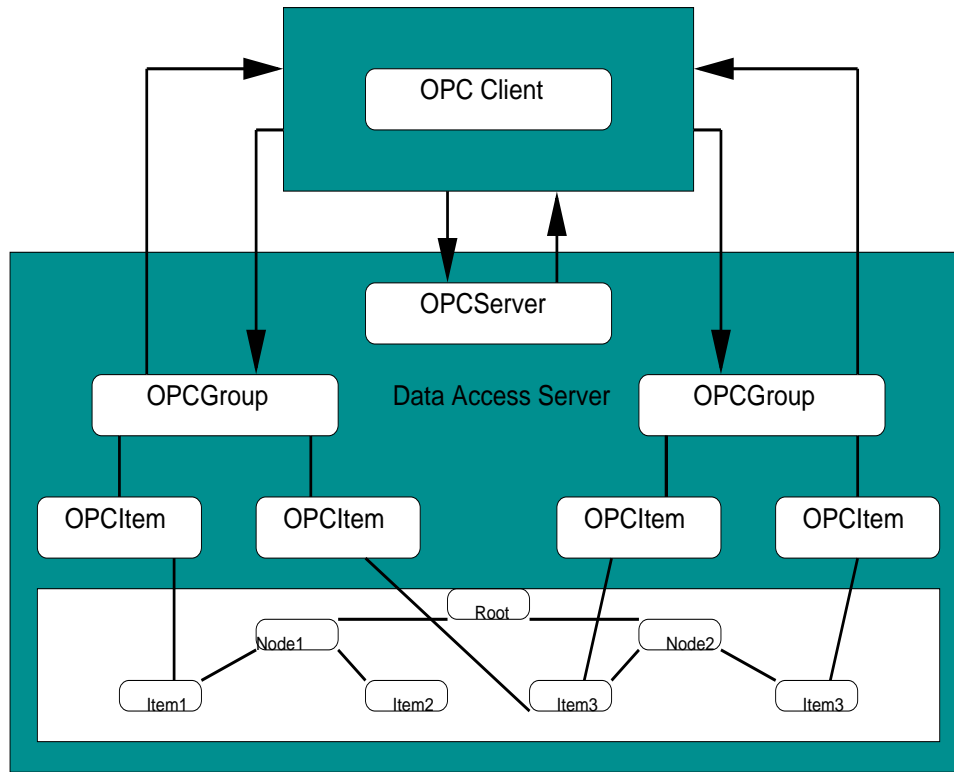 OPC Client
OPCServer
OPCGroup
Data Access Server
OPCGroup
OPCItem
OPCItem
OPCItem
OPCItem
Root
Node1
Node2
Item1
Item2
Item3
Item3